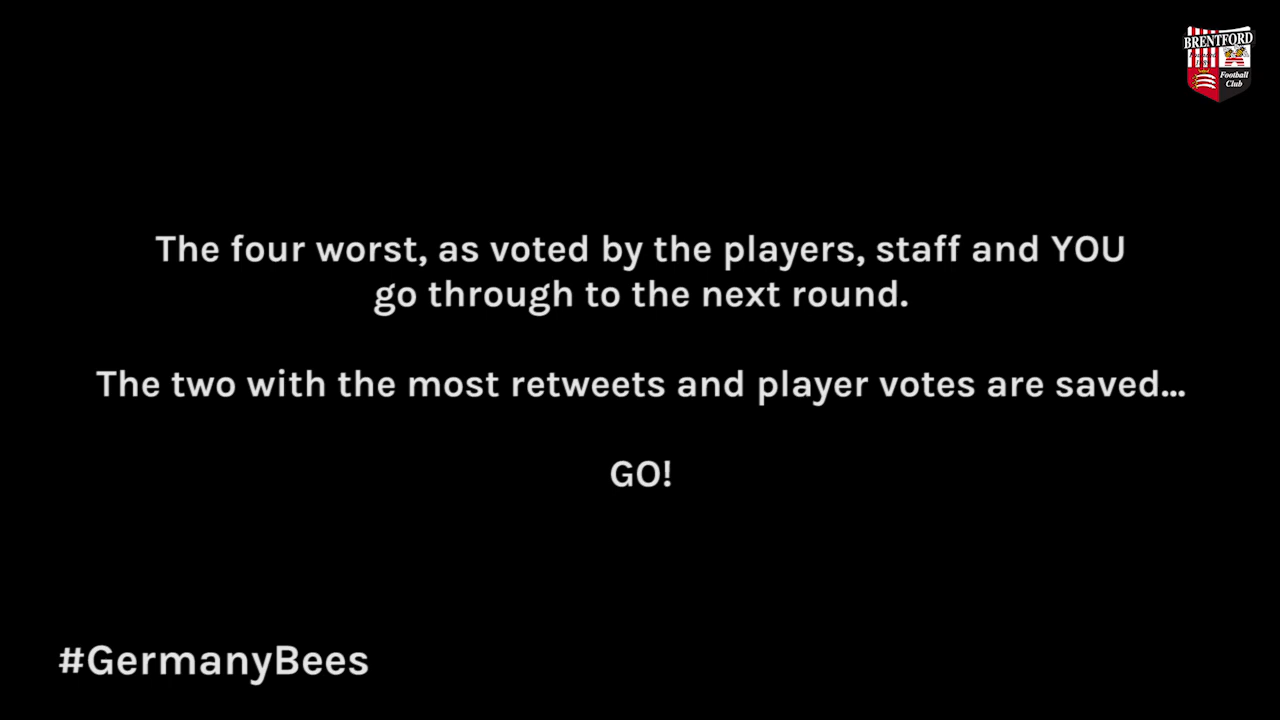 BRENTFORD
Football
Club
The four worst, as voted by the players, staff and YOU
go through to the next round.
The two with the most retweets and player votes are saved...
GO!
#GermanyBees